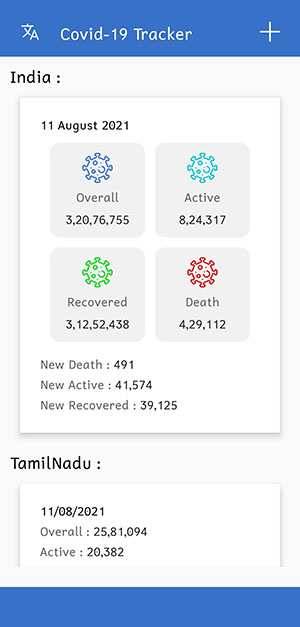 Covid-19 Tracker
India :
11 August 2021
Overall
3,20,76,755
Active
8,24,317
Recovered
3,12,52,438
Death
4,29,112
New Death : 491
New Active : 41,574
New Recovered : 39,125
TamilNadu :
11/08/2021
Overall : 25,81,094
Active : 20,382